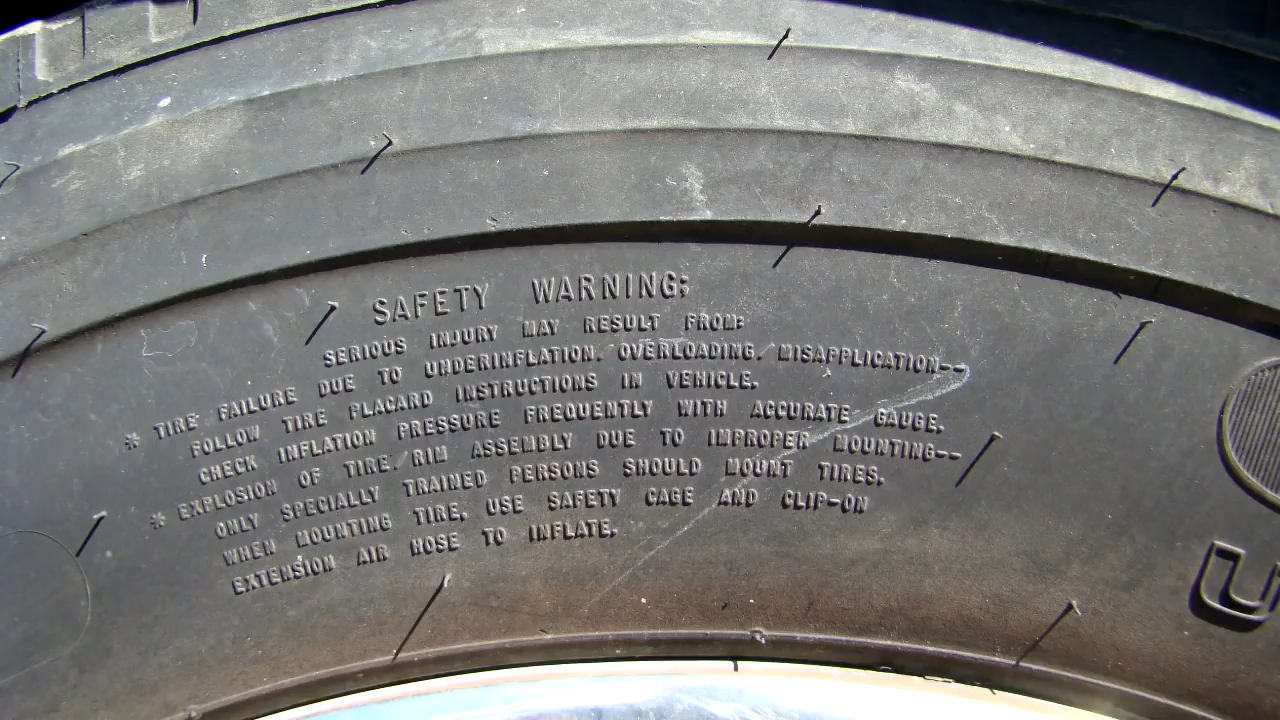 SAFETY WARNING;
SERIOUS INJURY MAY RESULT FROM:
* TIRE FAILURE DUE TO UNDERINFLATION. OVERLOADING. MISAPPLICATION--
FOLLOW TIRE PLACARD INSTRUCTIONS IN VEHICLE.
CHECK INFLATION PRESSURE FREQUENTLY WITH ACCURATE GAUGE.
* EXPLOSION OF TIRE. RIM ASSEMBLY DUE TO IMPROPER MOUNTING--
ONLY SPECIALLY TRAINED PERSONS SHOULD MOUNT TIRES.
WHEN MOUNTING TIRE, USE SAFETY CAGE AND CLIP-ON
EXTENSION AIR HOSE TO INFLATE.